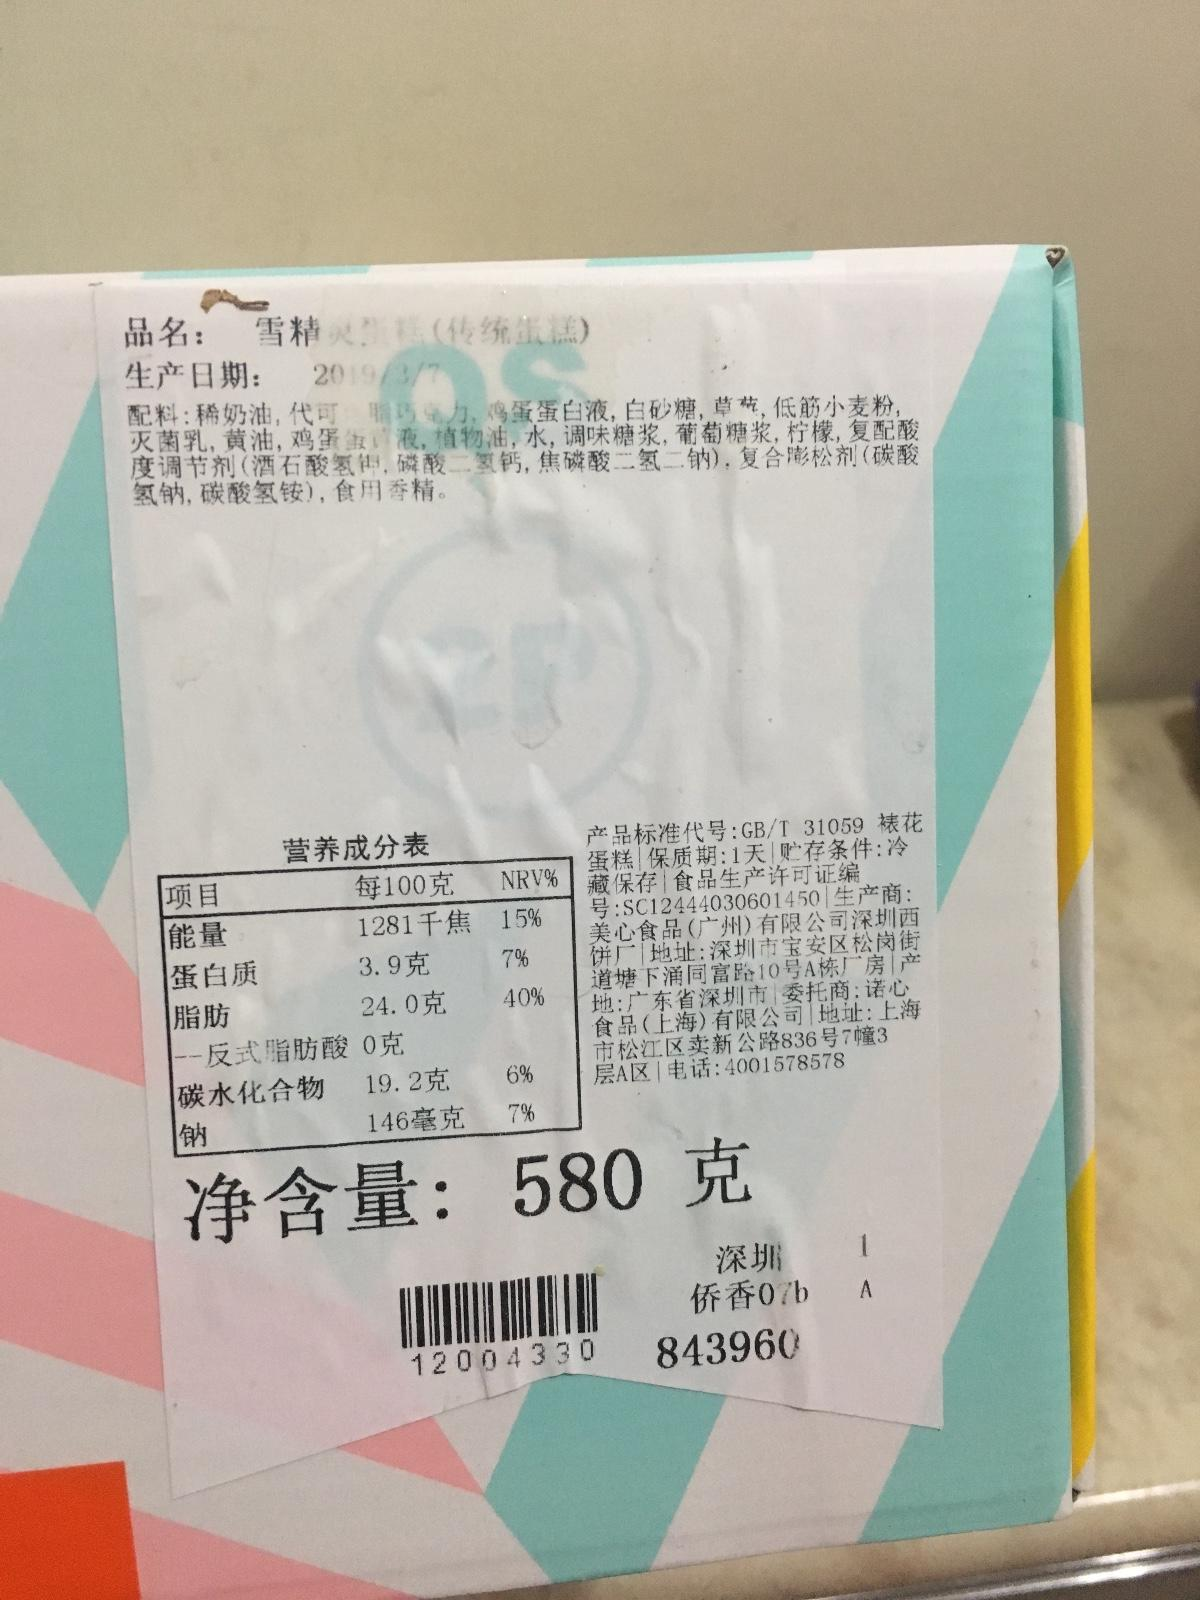 品名： 雪精灵蛋糕(传统蛋糕)
生产日期： 2019/3/7
配料:稀奶油,代可可脂巧克力,鸡蛋蛋白液,白砂糖,草莓,低筋小麦粉,
灭菌乳,黄油,鸡蛋蛋黄液,植物油,水,调味糖浆,葡萄糖浆,柠檬,复配酸
度调节剂(酒石酸氢钾,磷酸二氢钙,焦磷酸二氢二钠),复合膨松剂(碳酸
氢钠,碳酸氢铵),食用香精。
营养成分表
项目 每100克 NRV%
能量 1281千焦 15%
蛋白质 3.9克 7%
脂肪 24.0克 40%
--反式脂肪酸 0克
碳水化合物 19.2克 6%
钠 146毫克 7%
产品标准代号:GB/T 31059 裱花
蛋糕|保质期:1天|贮存条件:冷
藏保存|食品生产许可证编
号:SC12444030601450|生产商:
美心食品(广州)有限公司深圳西
饼厂|地址:深圳市宝安区松岗街
道塘下涌同富路10号A栋厂房|产
地:广东省深圳市|委托商:诺心
食品(上海)有限公司|地址:上海
市松江区卖新公路836号7幢3
层A区|电话:4001578578
净含量: 580 克
深圳 1
侨香07b A
12004330
843960